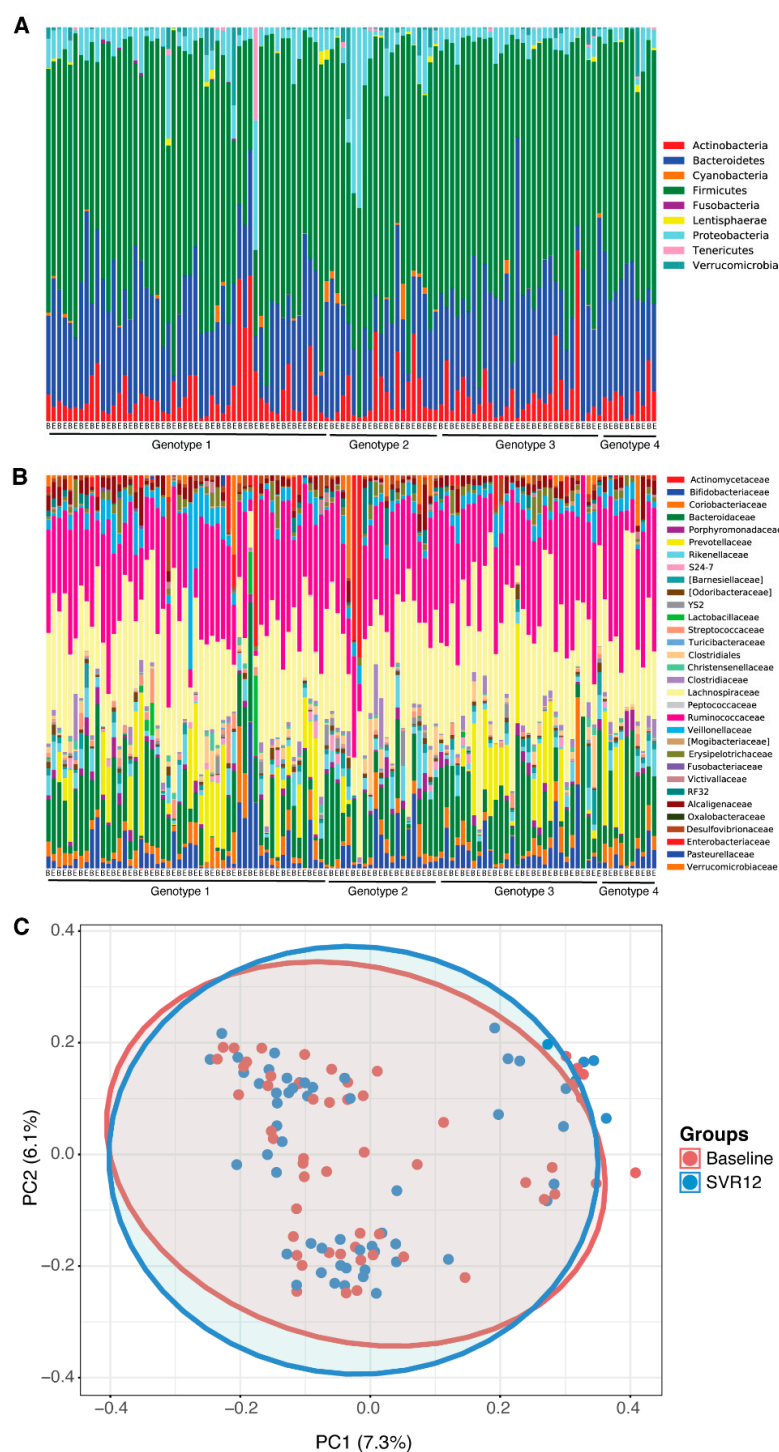 A
Actinobacteria
Bacteroidetes
Cyanobacteria
Firmicutes
Fusobacteria
Lentisphaerae
Proteobacteria
Tenericutes
Verrucomicrobia
Genotype 1 Genotype 2 Genotype 3 Genotype 4
B
Actinomycetaceae
Bifidobacteriaceae
Coriobacteriaceae
Bacteroidaceae
Porphyromonadaceae
Prevotellaceae
Rikenellaceae
S24-7
[Barnesiellaceae]
[Odoribacteraceae]
YS2
Lactobacillaceae
Streptococcaceae
Turicibacteraceae
Clostridiales
Christensenellaceae
Clostridiaceae
Lachnospiraceae
Peptococcaceae
Ruminococcaceae
Veillonellaceae
[Mogibacteriaceae]
Erysipelotrichaceae
Fusobacteriaceae
Victivallaceae
RF32
Alcaligenaceae
Oxalobacteraceae
Desulfovibrionaceae
Enterobacteriaceae
Pasteurellaceae
Verrucomicrobiaceae
Genotype 1 Genotype 2 Genotype 3 Genotype 4
C
0.4
0.2
0.0
−0.2
−0.4
PC2 (6.1%)
Groups
Baseline
SVR12
−0.4 −0.2 0.0 0.2 0.4
PC1 (7.3%)